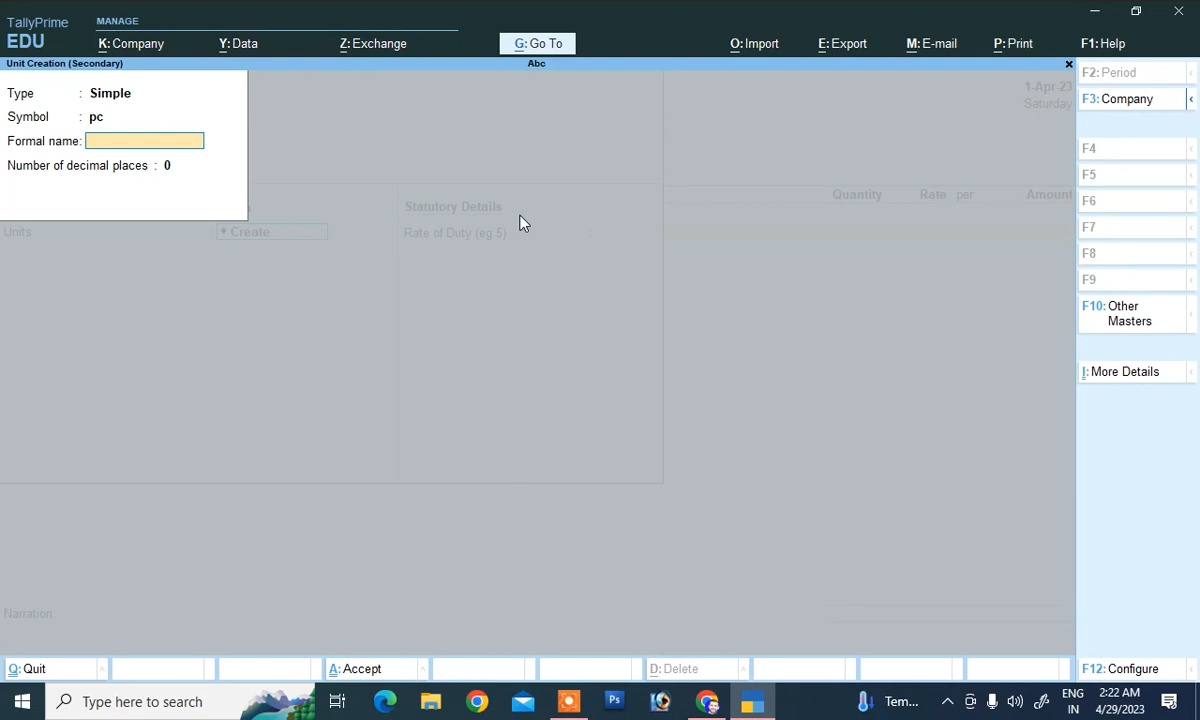 TallyPrime
EDU
MANAGE
K: Company
Y: Data
Z: Exchange
G: Go To
O: Import
E: Export
M: E-mail
P: Print
F1: Help
Unit Creation (Secondary)
Abc
Type : Simple
Symbol : pc
Formal name:
Number of decimal places : 0
1-Apr-23
Saturday
Quantity
Rate per
Amount
Statutory Details
Units
♦ Create
Rate of Duty (eg 5) :
Narration
F2: Period
F3: Company
F4
F5
F6
F7
F8
F9
F10: Other
Masters
I: More Details
Q: Quit
A: Accept
D: Delete
F12: Configure
Type here to search
Ps
Tem...
ENG
IN
2:22 AM
4/29/2023